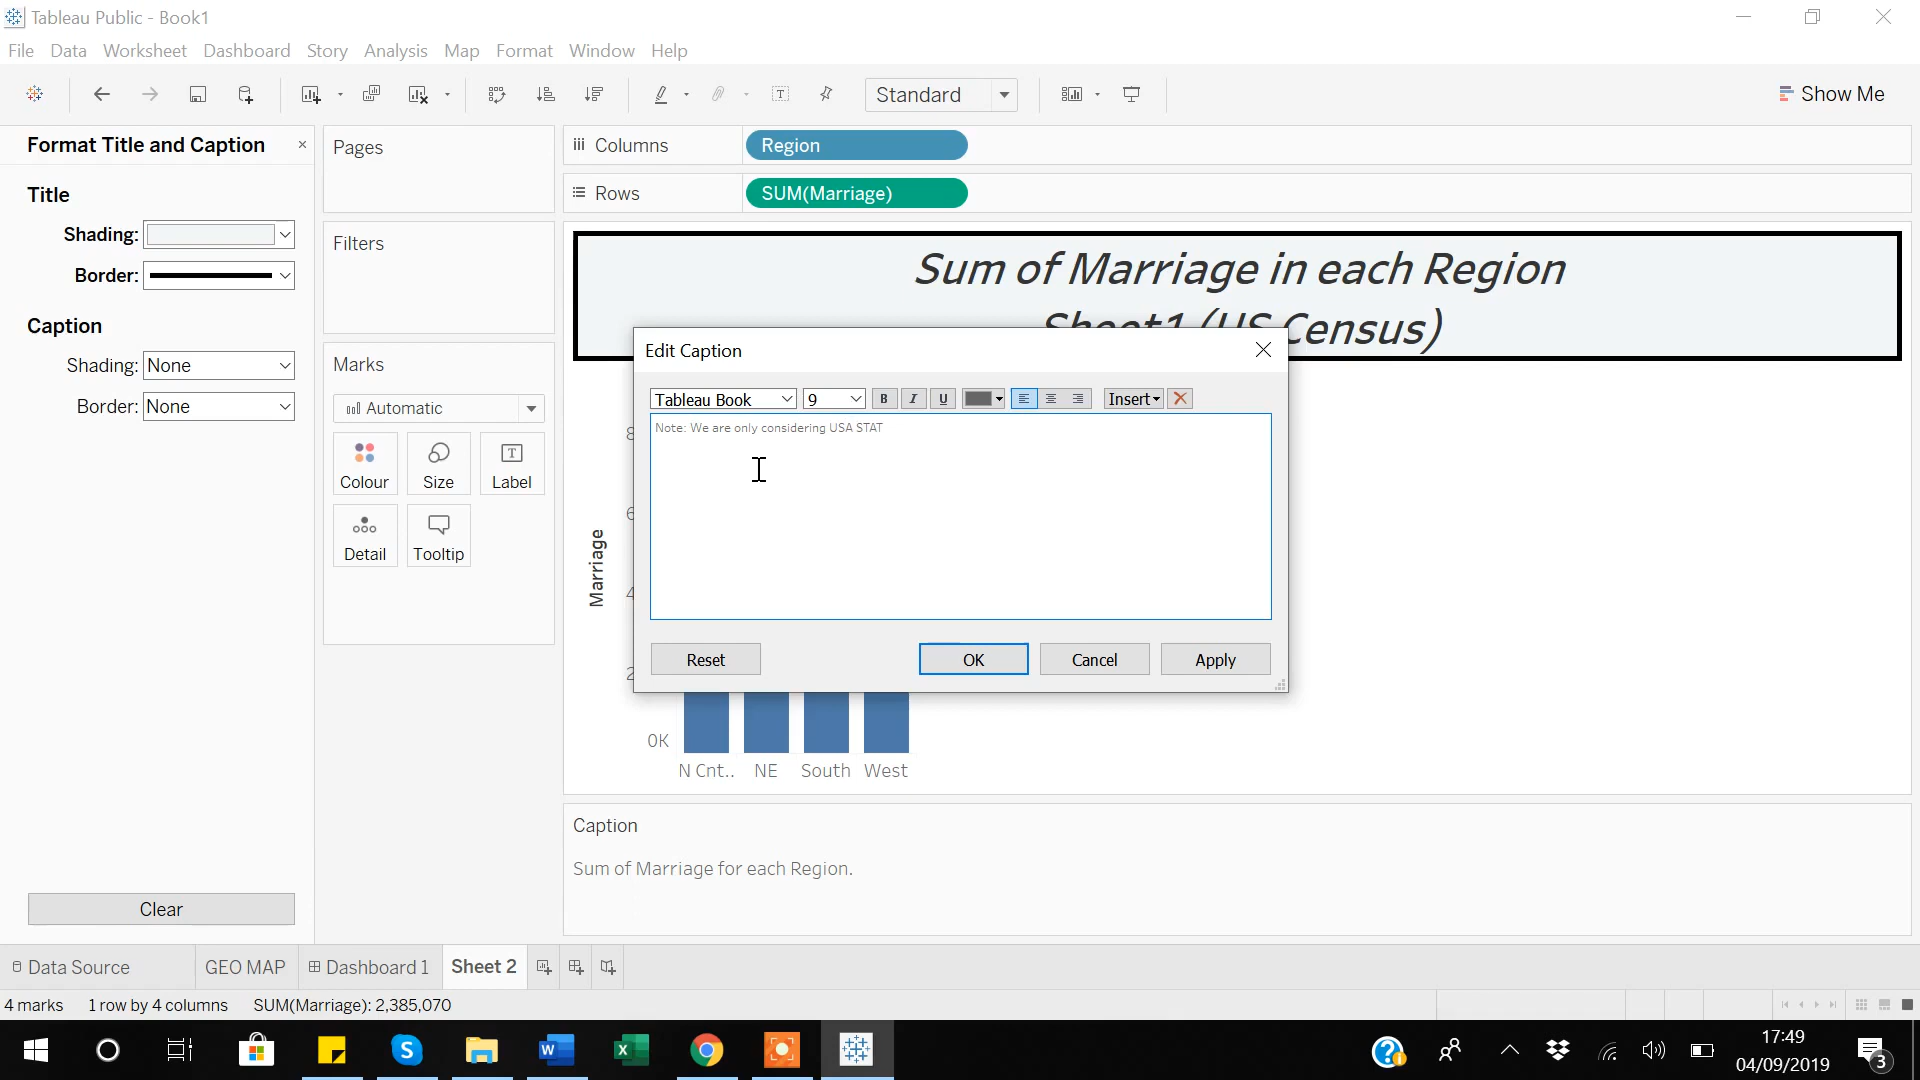 Tableau Public - Book1
File Data Worksheet Dashboard Story Analysis Map Format Window Help
Standard
Show Me
Format Title and Caption
Title
Shading:
Border:
Caption
Shading: None
Border: None
Clear
Pages
Filters
Marks
Automatic
Colour
Size
Label
Detail
Tooltip
Columns
Region
Rows
SUM(Marriage)
Sum of Marriage in each Region
Sheet1 (US Census)
Edit Caption
Tableau Book
9
B
I
U
Insert
Note: We are only considering USA STAT
Reset
OK
Cancel
Apply
Marriage
0K
N Cnt..
NE
South
West
Caption
Sum of Marriage for each Region.
Data Source
GEO MAP
Dashboard 1
Sheet 2
4 marks
1 row by 4 columns
SUM(Marriage): 2,385,070
17:49
04/09/2019
3